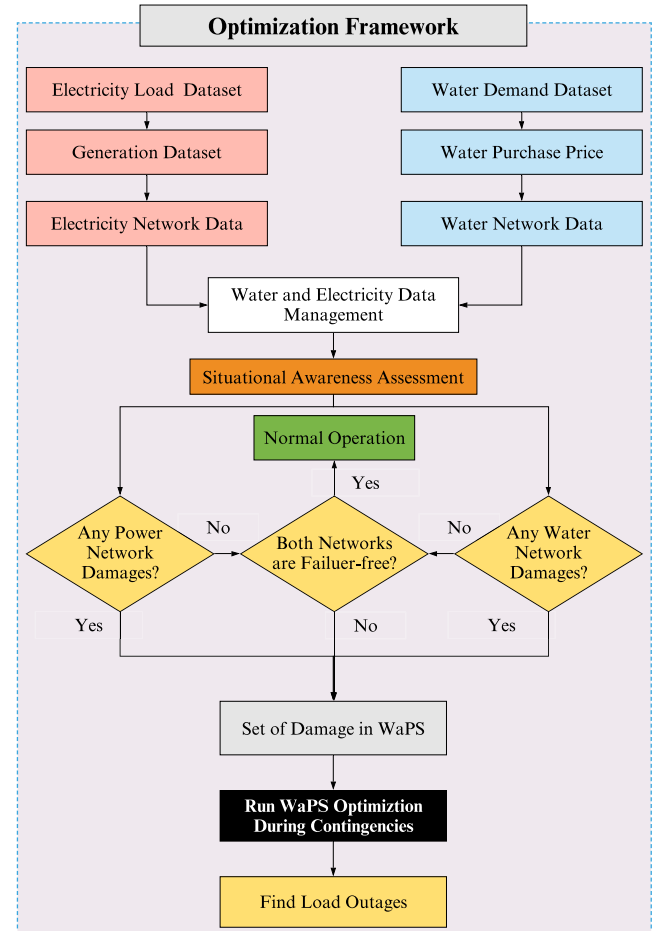 Optimization Framework
Electricity Load Dataset
Water Demand Dataset
Generation Dataset
Water Purchase Price
Electricity Network Data
Water Network Data
Water and Electricity Data
Management
Situational Awareness Assessment
Normal Operation
Yes
Any Power
Network
Damages?
No
Both Networks
are Failuer-free?
No
Any Water
Network
Damages?
Yes
No
Yes
Set of Damage in WaPS
Run WaPS Optimiztion
During Contingencies
Find Load Outages